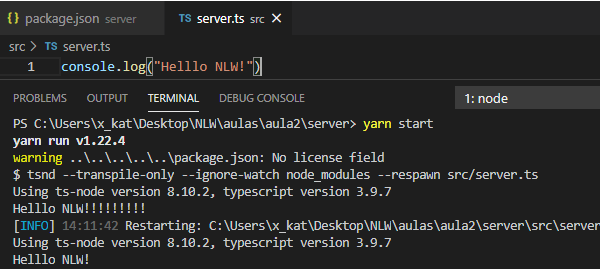 {} package.json server TS server.ts src ×
src > TS server.ts
1 console.log("Helllo NLW!")
PROBLEMS OUTPUT TERMINAL DEBUG CONSOLE 1: node
PS C:\Users\x_kat\Desktop\NLW\aulas\aula2\server> yarn start
yarn run v1.22.4
warning ..\..\..\..\..\package.json: No license field
$ tsnd --transpile-only --ignore-watch node_modules --respawn src/server.ts
Using ts-node version 8.10.2, typescript version 3.9.7
Helllo NLW!!!!!!!!!
[INFO] 14:11:42 Restarting: C:\Users\x_kat\Desktop\NLW\aulas\aula2\server\src\server
Using ts-node version 8.10.2, typescript version 3.9.7
Helllo NLW!